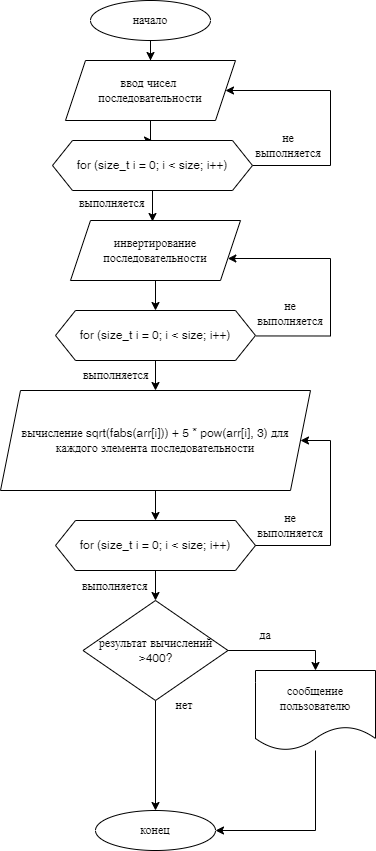 начало
ввод чисел
последовательности
for (size_t i = 0; i < size; i++)
не
выполняется
выполняется
инвертирование
последовательности
for (size_t i = 0; i < size; i++)
не
выполняется
выполняется
вычисление sqrt(fabs(arr[i])) + 5 * pow(arr[i], 3) для
каждого элемента последовательности
for (size_t i = 0; i < size; i++)
не
выполняется
выполняется
результат вычислений
>400?
да
сообщение
пользователю
нет
конец